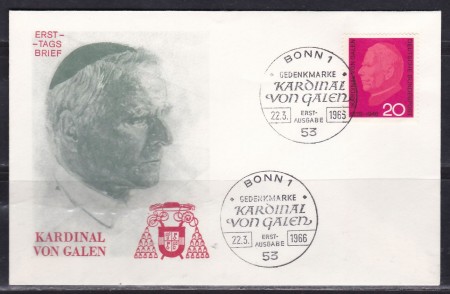 ERST-
-TAGS
BRIEF
KARDINAL
VON GALEN
BONN 1
GEDENKMARKE
KARDINAL
VON GALEN
22.3. ERST- 1966
AUSGABE
53
20
BONN 1
GEDENKMARKE
KARDINAL
VON GALEN
22.3. ERST- 1966
AUSGABE
53